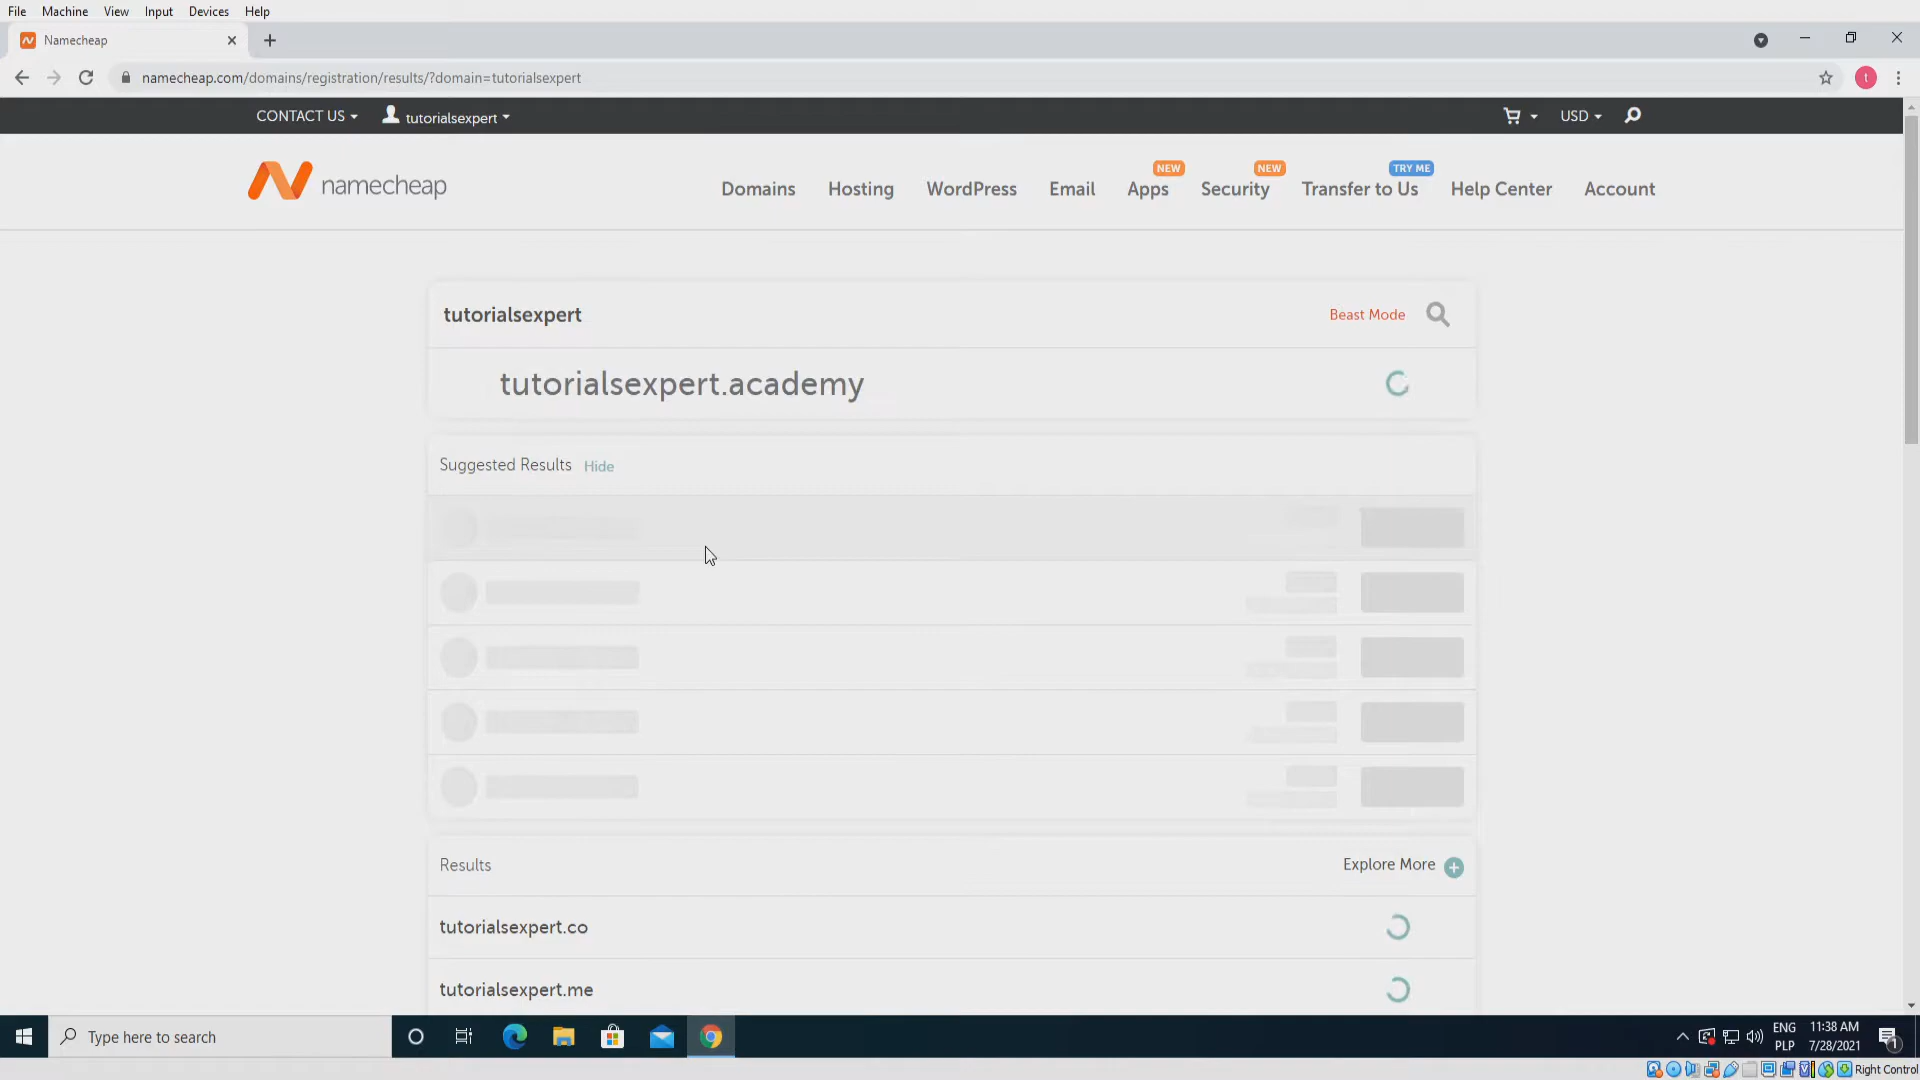 File Machine View Input Devices Help
Namecheap
namecheap.com/domains/registration/results/?domain=tutorialsexpert
t
CONTACT US tutorialsexpert USD
namecheap
Domains Hosting WordPress Email Apps NEW Security NEW Transfer to Us TRY ME Help Center Account
tutorialsexpert Beast Mode
tutorialsexpert.academy
Suggested Results Hide
Results Explore More
tutorialsexpert.co
tutorialsexpert.me
Type here to search
ENG 11:38 AM
PLP 7/28/2021
1
Right Control